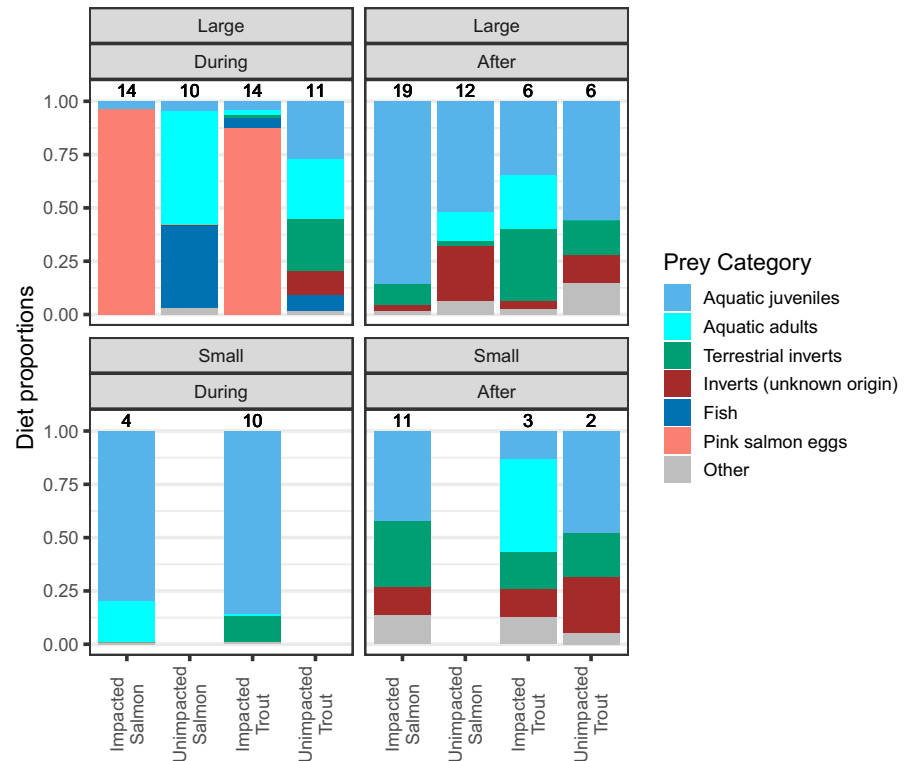 Large
Large
During
After
14 10 14 11
19 12 6 6
1.00
0.75
0.50
0.25
0.00
Small
Small
During
After
4 10
11 3 2
1.00
0.75
0.50
0.25
0.00
Diet proportions
Impacted
Salmon
Unimpacted
Salmon
Impacted
Trout
Unimpacted
Trout
Impacted
Salmon
Unimpacted
Salmon
Impacted
Trout
Unimpacted
Trout
Prey Category
Aquatic juveniles
Aquatic adults
Terrestrial inverts
Inverts (unknown origin)
Fish
Pink salmon eggs
Other